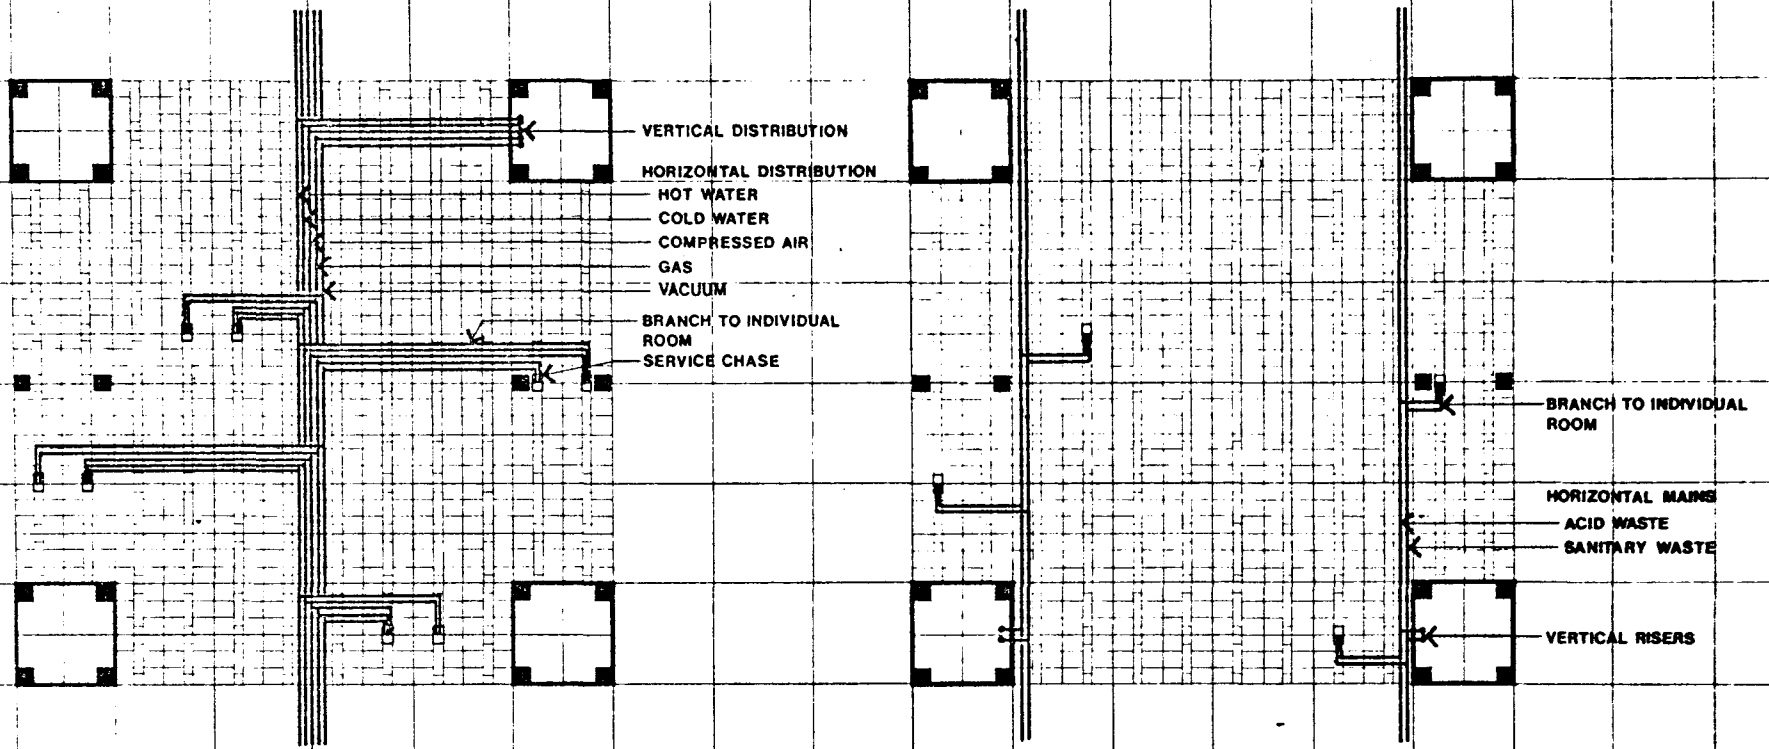 VERTICAL DISTRIBUTION
HORIZONTAL DISTRIBUTION
HOT WATER
COLD WATER
COMPRESSED AIR
GAS
VACUUM
BRANCH TO INDIVIDUAL
ROOM
SERVICE CHASE
BRANCH TO INDIVIDUAL
ROOM
HORIZONTAL MAINS
ACID WASTE
SANITARY WASTE
VERTICAL RISERS